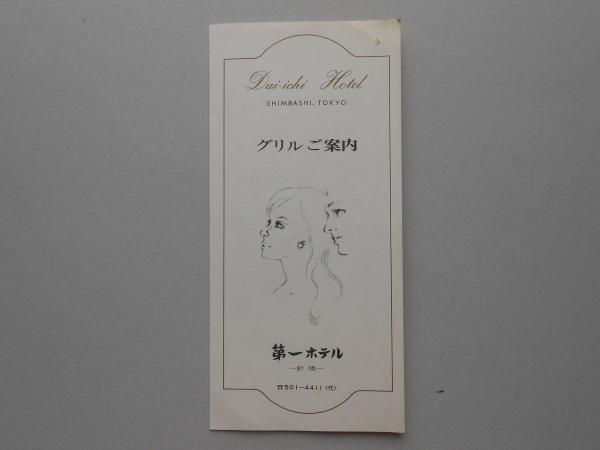 Dai-ichi Hotel
SHIMBASHI, TOKYO
グリルご案内
第一ホテル
—新橋—
☎501-4411(代)